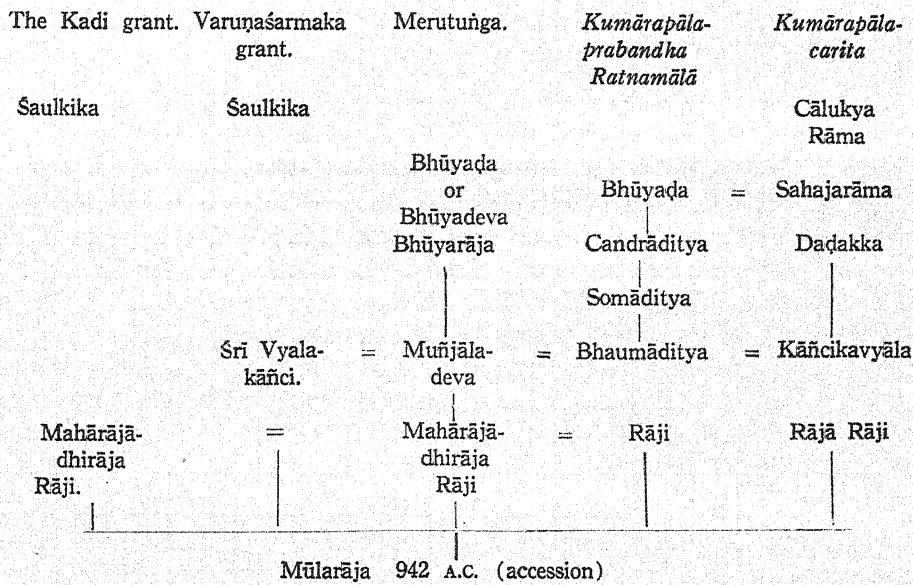 The Kadi grant. Varuṇaśarmaka Merutuṅga. Kumārapāla- Kumārapāla-
grant. prabandha carita
Ratnamālā
Śaulkika Śaulkika Cālukya
Rāma
Bhūyaḍa
or Bhūyaḍa = Sahajarāma
Bhūyadeva
Bhūyarāja Candrāditya Daḍakka
Somāditya
Śrī Vyala- = Muñjāla- = Bhaumāditya = Kāñcikavyāla
kāñci. deva
Mahārājā- = Mahārājā- = Rāji Rājā Rāji
dhirāja dhirāja
Rāji. Rāji
Mūlarāja 942 A.C. (accession)